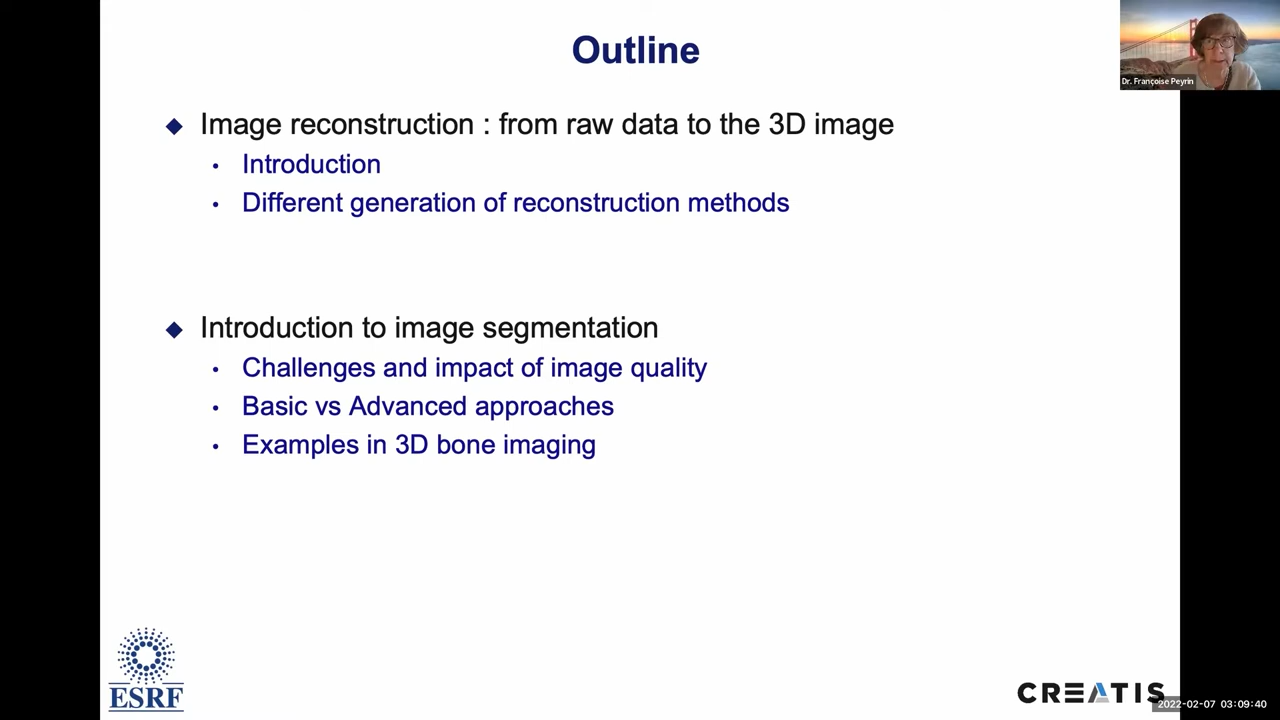 Outline
Dr. Françoise Peyrin
◆ Image reconstruction : from raw data to the 3D image
• Introduction
• Different generation of reconstruction methods
◆ Introduction to image segmentation
• Challenges and impact of image quality
• Basic vs Advanced approaches
• Examples in 3D bone imaging
ESRF
CREATIS
2022-02-07 03:09:40